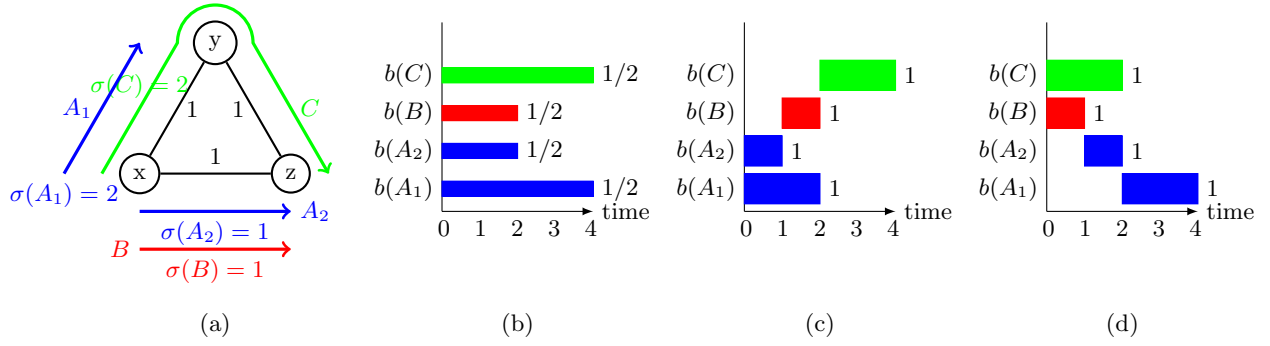 y
σ(C) = 2
A₁
1
1
C
1
x
z
σ(A₁) = 2
A₂
σ(A₂) = 1
B
σ(B) = 1
(a)
b(C)
1/2
b(B)
1/2
b(A₂)
1/2
b(A₁)
1/2
time
0 1 2 3 4
(b)
b(C)
1
b(B)
1
b(A₂)
1
b(A₁)
1
time
0 1 2 3 4
(c)
b(C)
1
b(B)
1
b(A₂)
1
b(A₁)
1
time
0 1 2 3 4
(d)